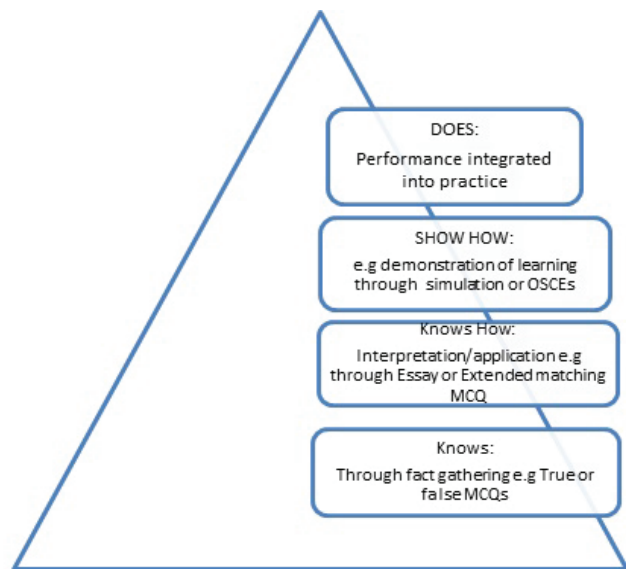 DOES:
Performance integrated
into practice
SHOW HOW:
e.g demonstration of learning
through simulation or OSCEs
Knows How:
Interpretation/application e.g
through Essay or Extended matching
MCQ
Knows:
Through fact gathering e.g True or
false MCQs